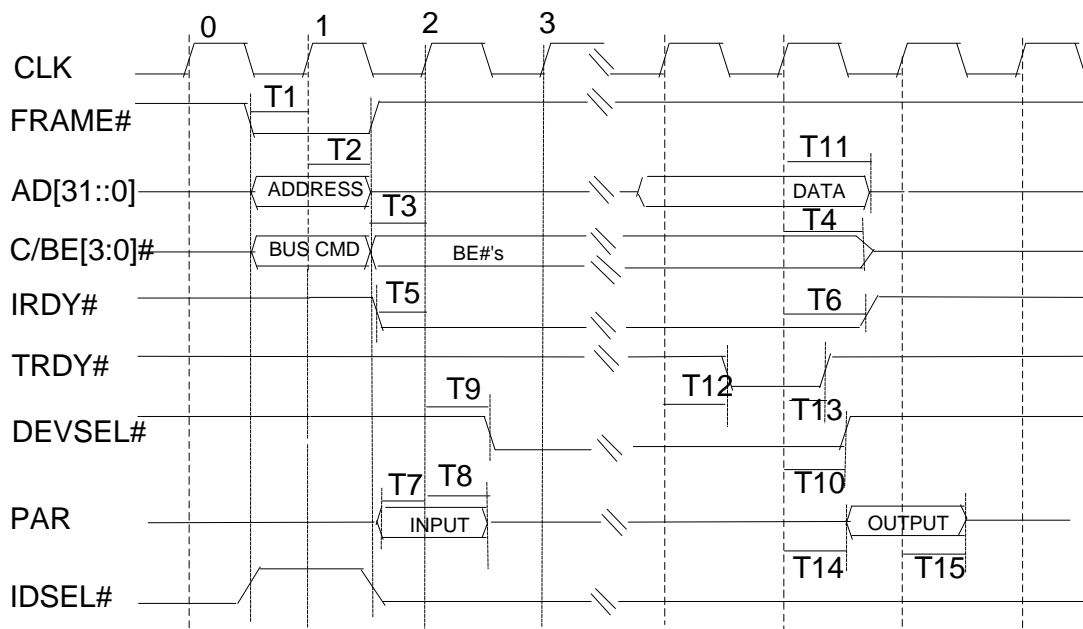 0 1 2 3
CLK
T1
FRAME#
T2 T11
AD[31::0] ADDRESS DATA
T3 T4
C/BE[3:0]# BUS CMD BE#'s
T5 T6
IRDY#
TRDY#
T9 T12 T13
DEVSEL#
T7 T8 T10
PAR INPUT OUTPUT
T14 T15
IDSEL#